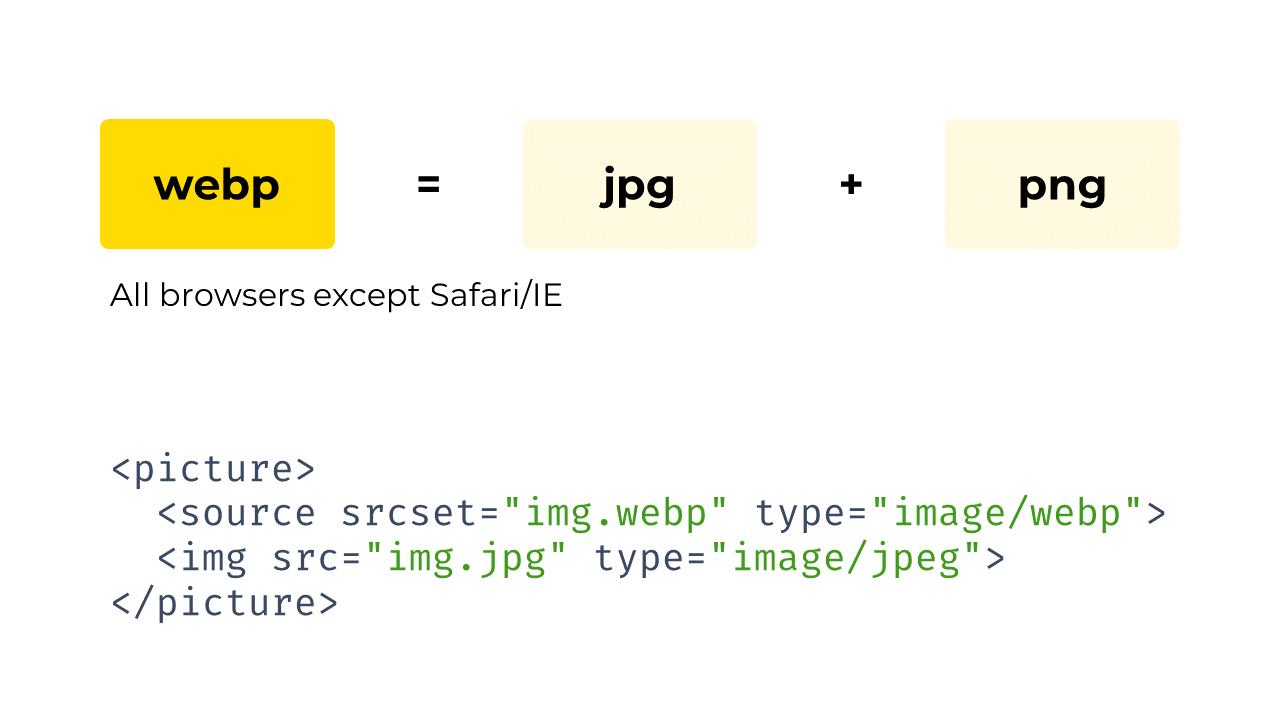 webp = jpg + png
All browsers except Safari/IE
<picture>
  <source srcset="img.webp" type="image/webp">
  <img src="img.jpg" type="image/jpeg">
</picture>